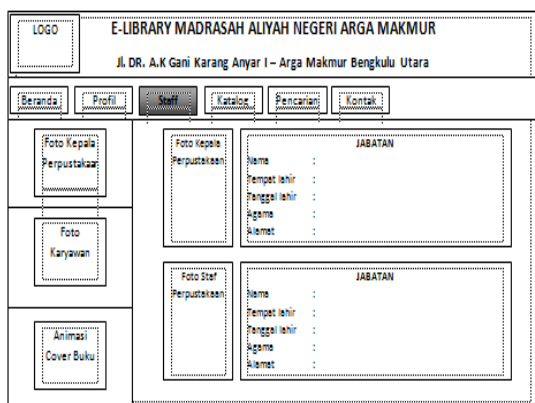 LOGO
E-LIBRARY MADRASAH ALIYAH NEGERI ARGA MAKMUR
Jl. DR. A.K Gani Karang Anyar I – Arga Makmur Bengkulu Utara
Beranda
Profil
Staff
Katalog
Pencarian
Kontak
Foto Kepala
Perpustakaan
Foto
Karyawan
Animasi
Cover Buku
Foto Kepala
Perpustakaan
JABATAN
Nama :
Tempat lahir :
Tanggal lahir :
Agama :
Alamat :
Foto Staf
Perpustakaan
JABATAN
Nama :
Tempat lahir :
Tanggal lahir :
Agama :
Alamat :